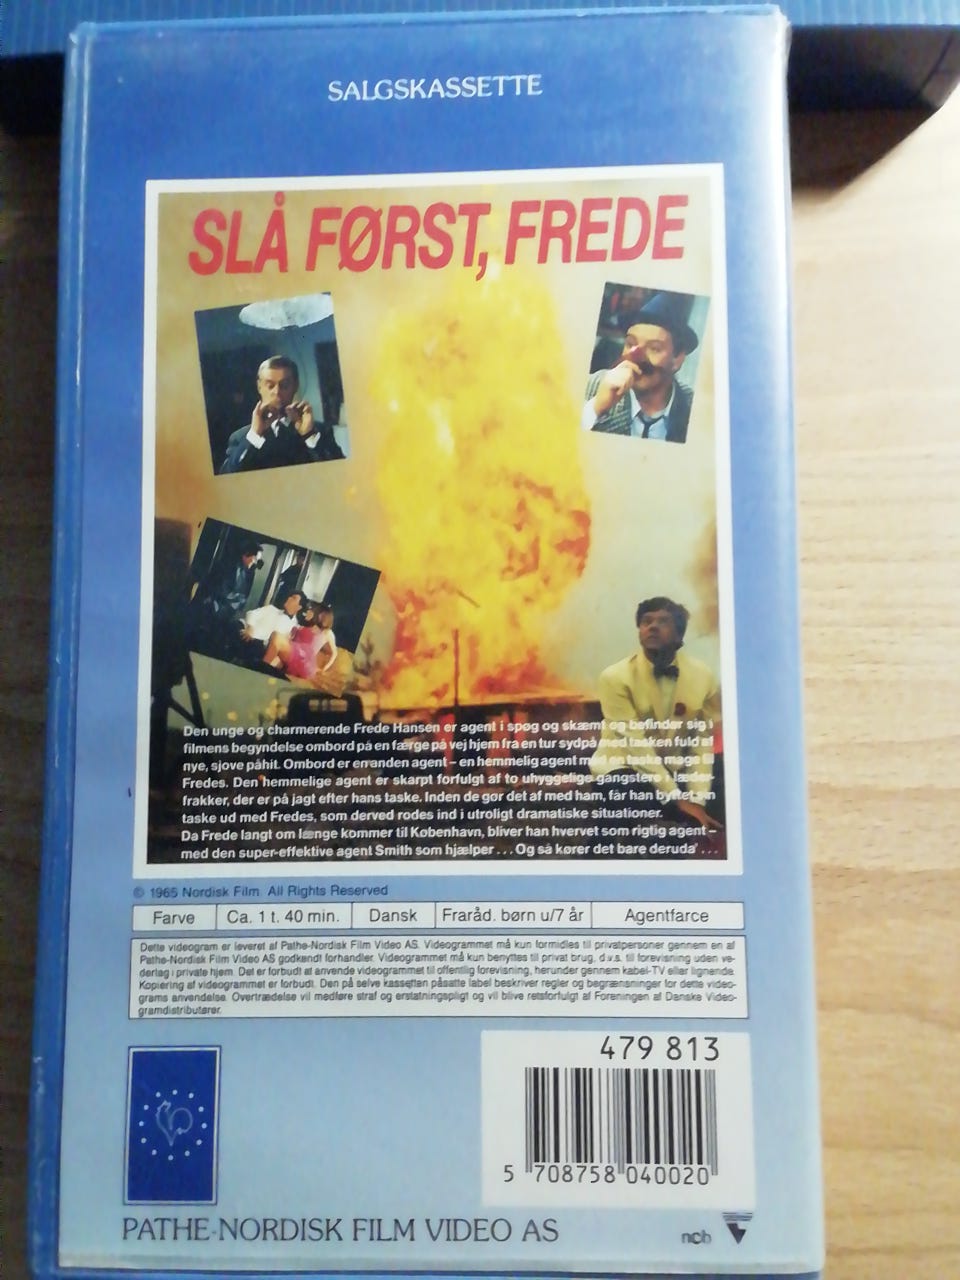 SALGSKASSETTE
SLÅ FØRST, FREDE
Den unge og charmerende Frede Hansen er agent i spøg og skæmt og befinder sig i
filmens begyndelse ombord på en færge på vej hjem fra en tur sydpå med tasken fuld af
nye, sjove påhit. Ombord er en anden agent – en hemmelig agent med en taske mage til
Fredes. Den hemmelige agent er skarpt forfulgt af to uhyggelige gangstere i læder-
frakker, der er på jagt efter hans taske. Inden de gør det af med ham, får han byttet sin
taske ud med Fredes, som derved rodes ind i utroligt dramatiske situationer.
Da Frede langt om længe kommer til København, bliver han hvervet som rigtig agent –
med den super-effektive agent Smith som hjælper . . . Og så kører det bare derudа' . . .
© 1965 Nordisk Film. All Rights Reserved
Farve Ca. 1 t. 40 min. Dansk Fraråd. børn u/7 år Agentfarce
Dette videogram er leveret af Pathe-Nordisk Film Video AS. Videogrammet må kun formidles til privatpersoner gennem en af
Pathe-Nordisk Film Video AS godkendt forhandler. Videogrammet må kun benyttes til privat brug, d.v.s. til forevisning uden ve-
derlag i private hjem. Det er forbudt at anvende videogrammet til offentlig forevisning, herunder gennem kabel-TV eller lignende.
Kopiering af videogrammet er forbudt. Den på selve kassetten påsatte label beskriver regler og begrænsninger for dette video-
grams anvendelse. Overtrædelse vil medføre straf og erstatningspligt og vil blive retsforfulgt af Foreningen af Danske Video-
gramdistributører.
479 813
5 708758 040020
PATHE-NORDISK FILM VIDEO AS
ncb